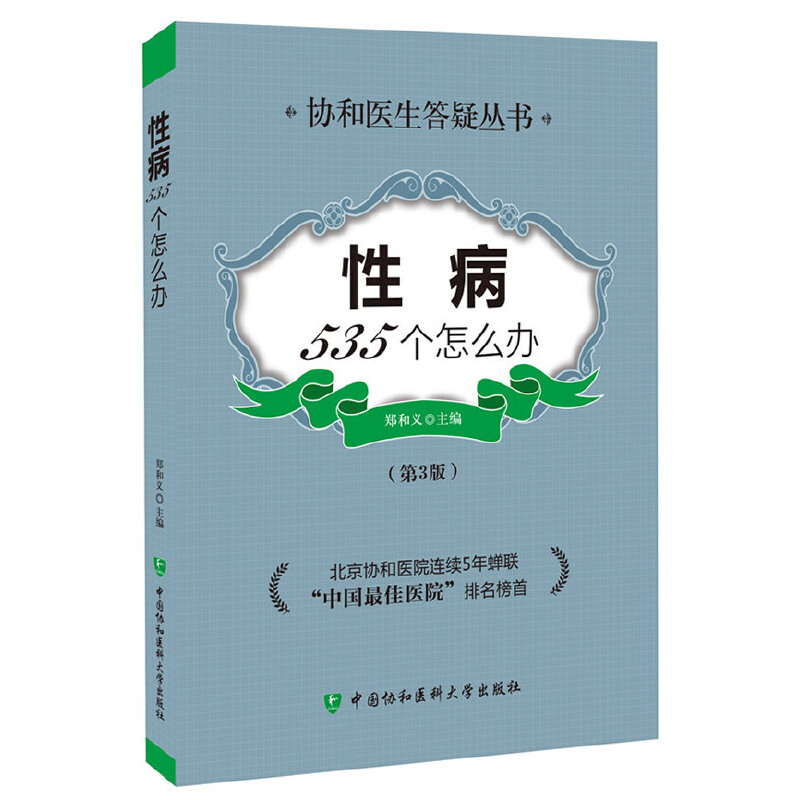 协和医生答疑丛书
性病
535个怎么办
郑和义◎主编
（第3版）
北京协和医院连续5年蝉联
“中国最佳医院”排名榜首
中国协和医科大学出版社
性病
535
个怎么办
郑和义◎主编
中国协和医科大学出版社